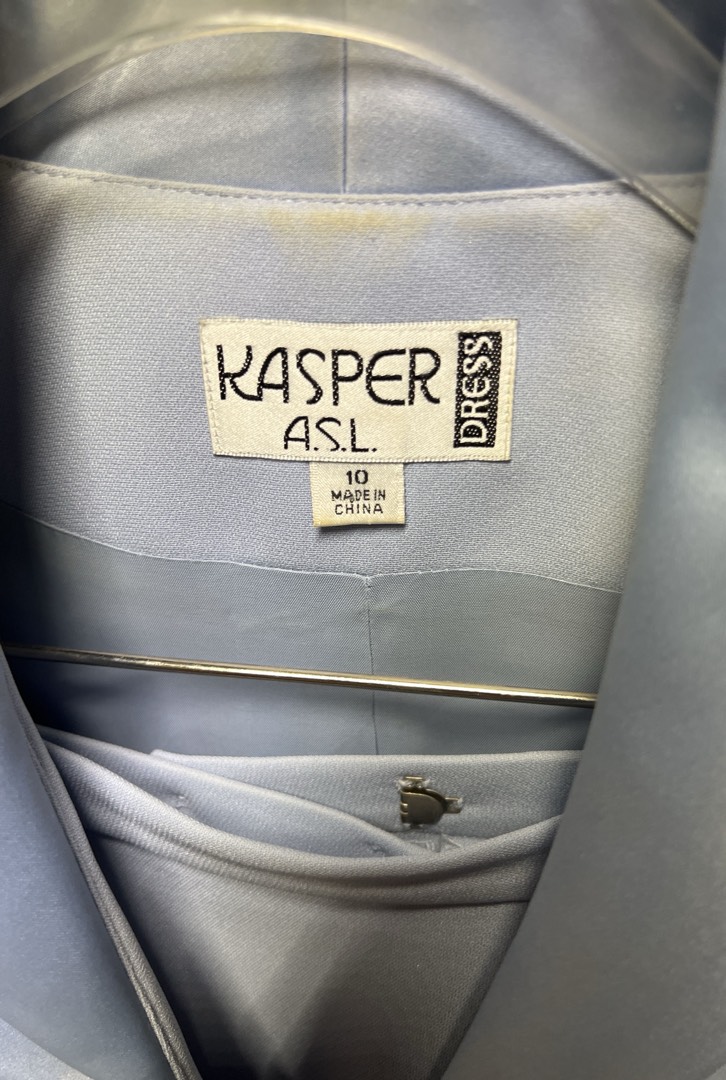 KASPER
A.S.L.
DRESS
10
MADE IN
CHINA